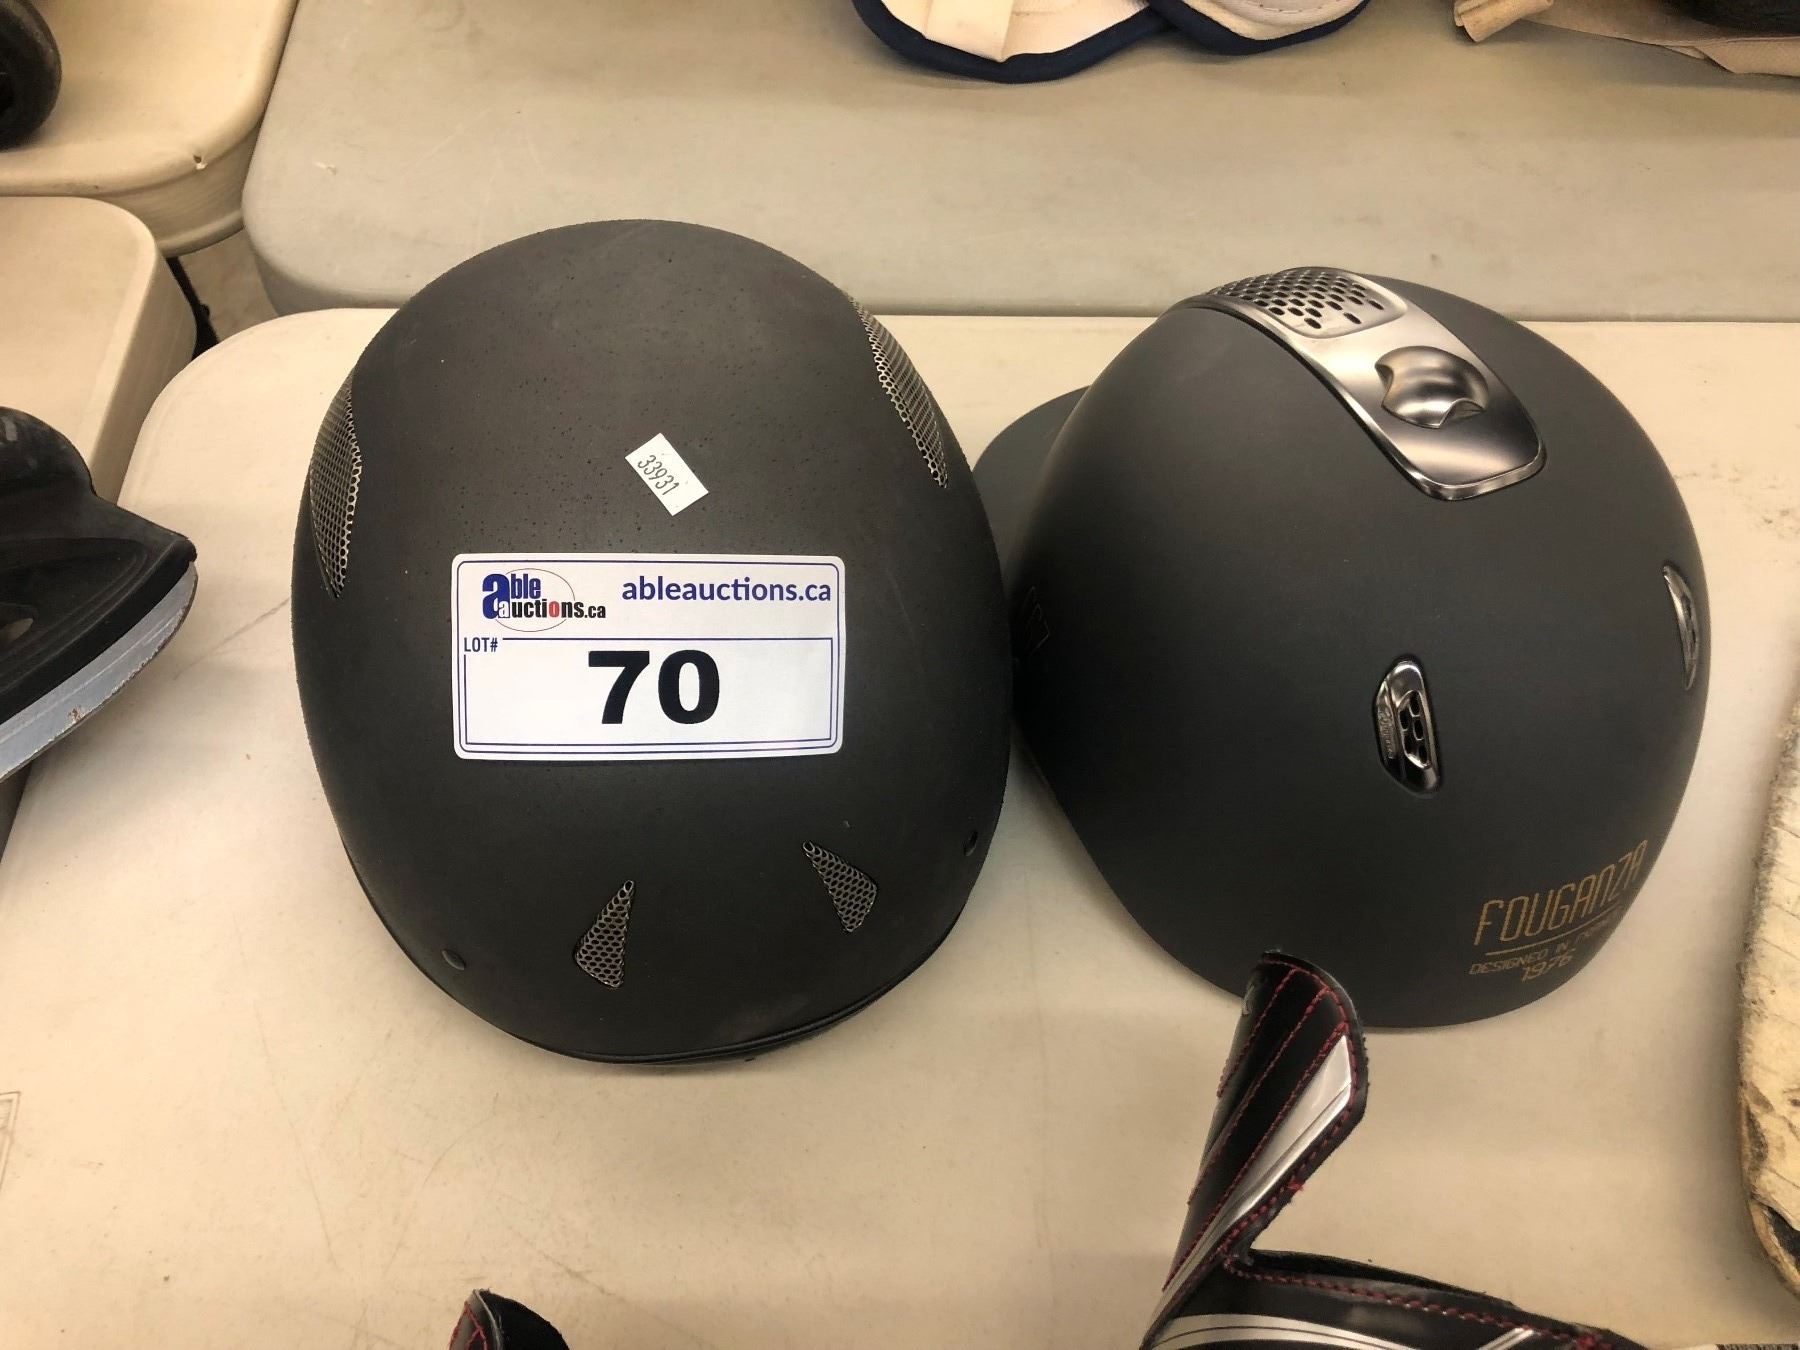 33931
able auctions.ca
ableauctions.ca
LOT#
70
FOUGANZA
DESIGNED IN
1976